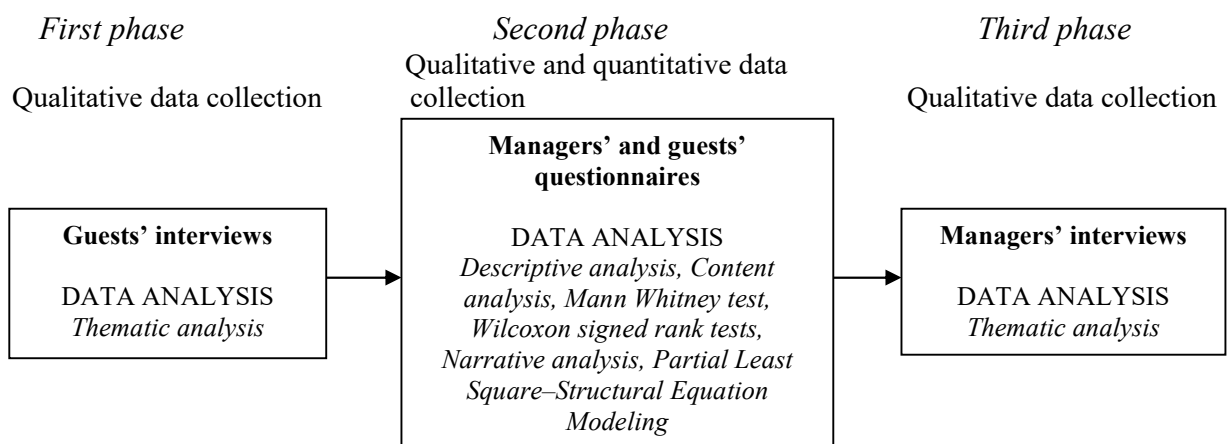 First phase
Qualitative data collection
Guests’ interviews
DATA ANALYSIS
Thematic analysis
Second phase
Qualitative and quantitative data
collection
Managers’ and guests’
questionnaires
DATA ANALYSIS
Descriptive analysis, Content
analysis, Mann Whitney test,
Wilcoxon signed rank tests,
Narrative analysis, Partial Least
Square–Structural Equation
Modeling
Third phase
Qualitative data collection
Managers’ interviews
DATA ANALYSIS
Thematic analysis